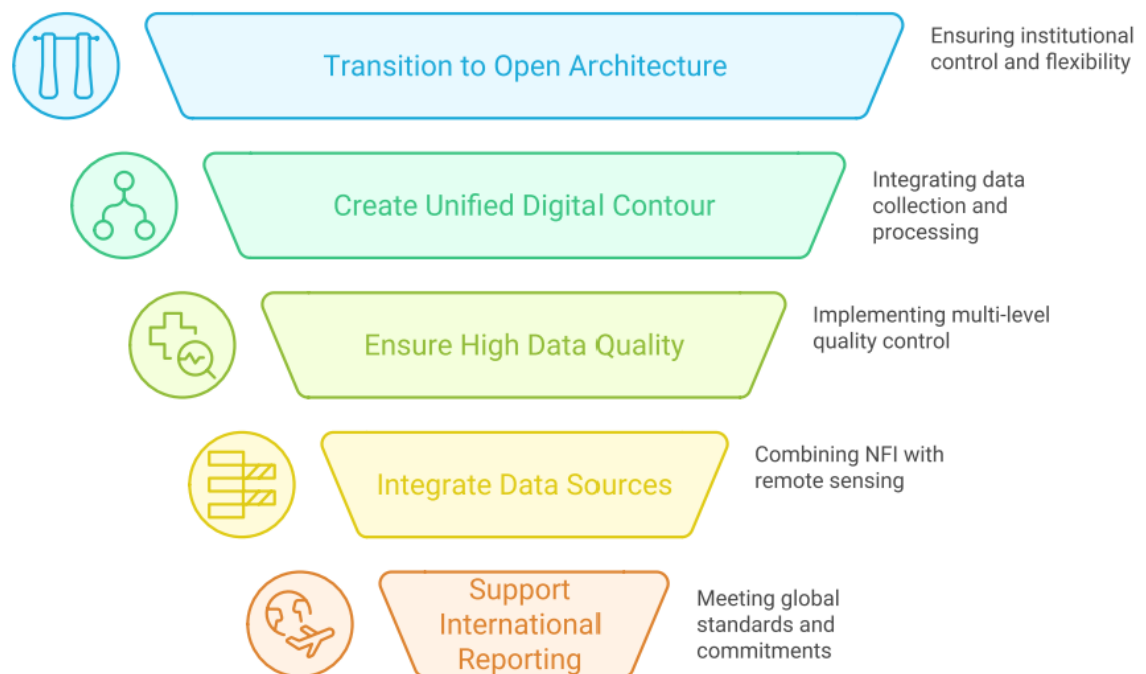 Transition to Open Architecture
Ensuring institutional
control and flexibility
Create Unified Digital Contour
Integrating data
collection and
processing
Ensure High Data Quality
Implementing multi-level
quality control
Integrate Data Sources
Combining NFI with
remote sensing
Support
International
Reporting
Meeting global
standards and
commitments